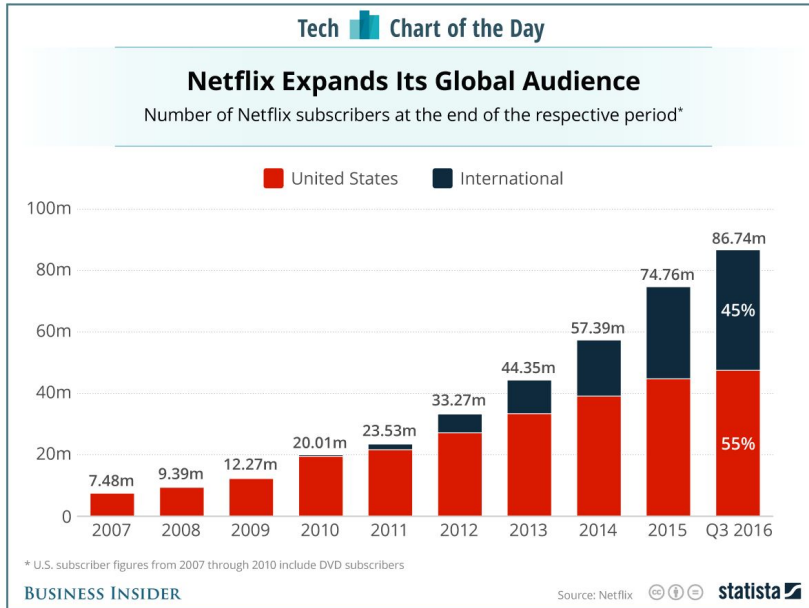 Tech Chart of the Day
Netflix Expands Its Global Audience
Number of Netflix subscribers at the end of the respective period*
United States International
100m
80m
60m
40m
20m
0
7.48m
9.39m
12.27m
20.01m
23.53m
33.27m
44.35m
57.39m
74.76m
86.74m
45%
55%
2007 2008 2009 2010 2011 2012 2013 2014 2015 Q3 2016
* U.S. subscriber figures from 2007 through 2010 include DVD subscribers
BUSINESS INSIDER
Source: Netflix
cc
statista